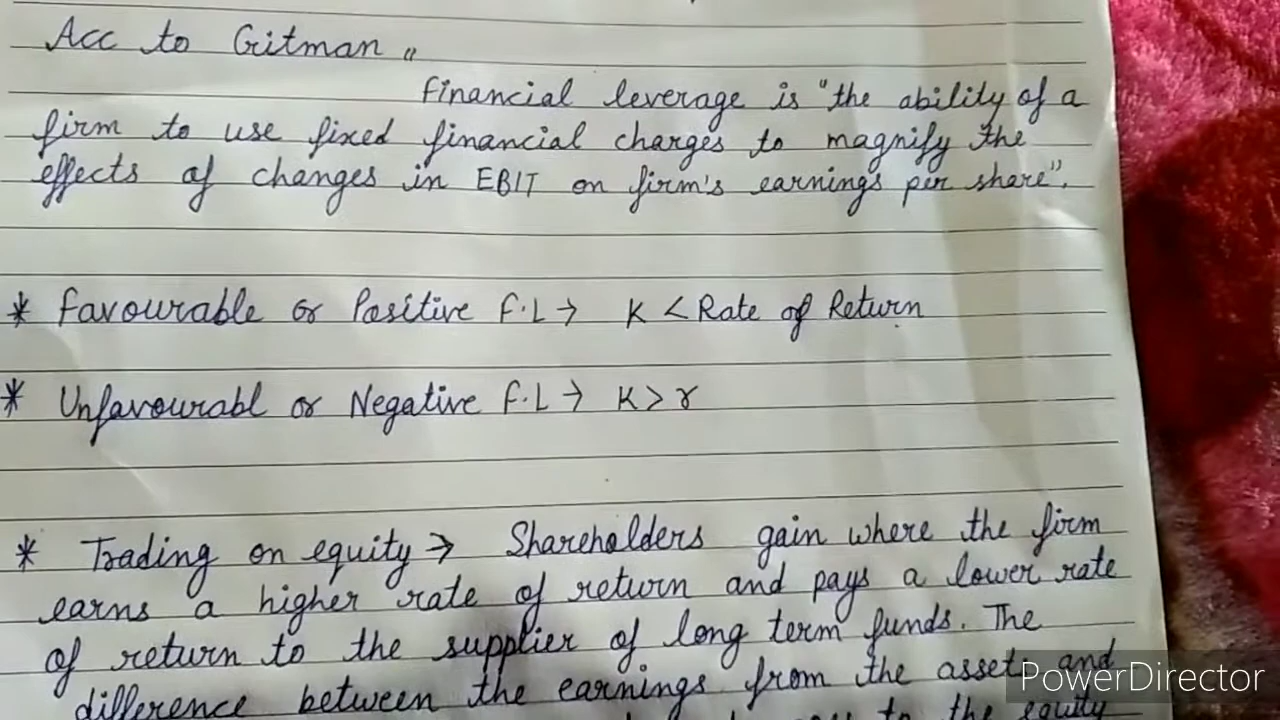 Acc to Gitman "
Financial leverage is "the ability of a
firm to use fixed financial charges to magnify the
effects of changes in EBIT on firm's earnings per share".
* Favourable or Positive F.L → K < Rate of Return
* Unfavourabl or Negative F.L → K > r
* Trading on equity → Shareholders gain where the firm
earns a higher rate of return and pays a lower rate
of return to the supplier of long term funds. The
difference between the earnings from the assets and
to the equity
PowerDirector